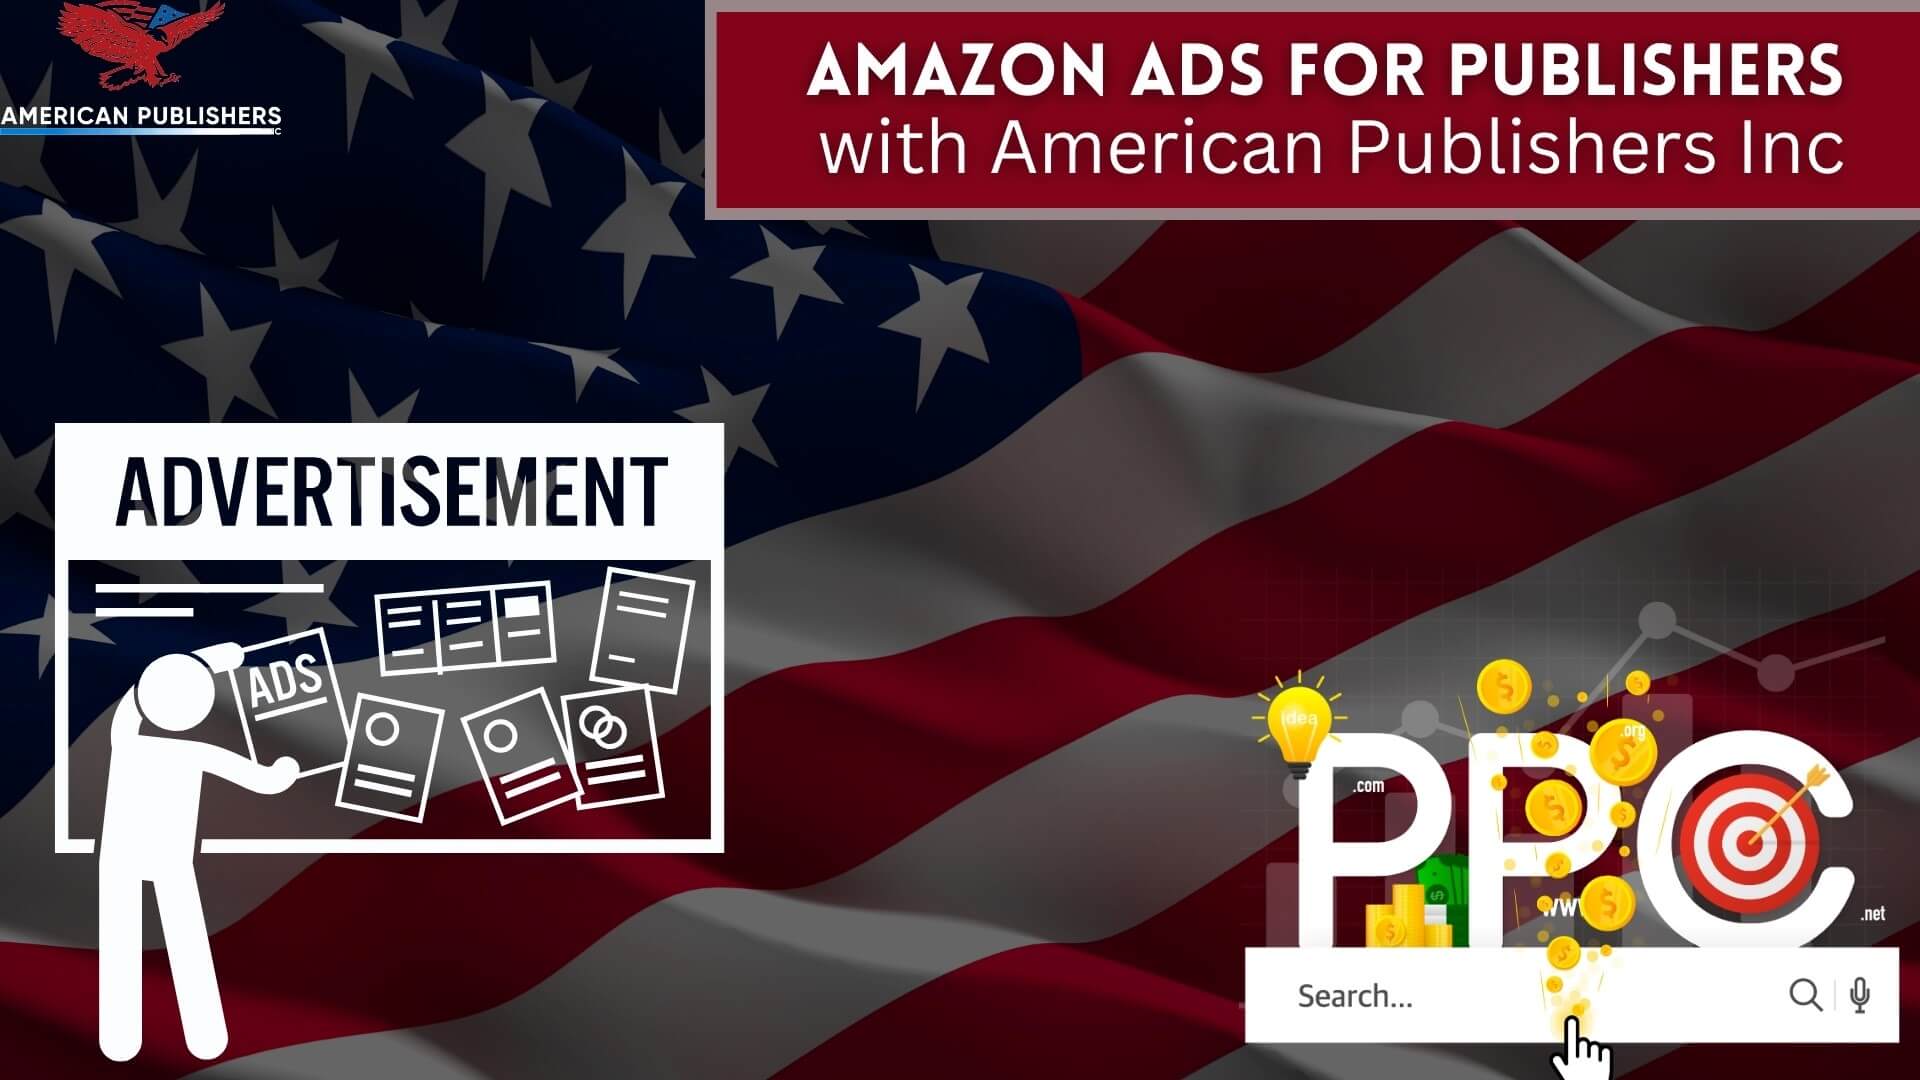 AMERICAN PUBLISHERS
AMAZON ADS FOR PUBLISHERS
with American Publishers Inc
ADVERTISEMENT
ADS
idea
.org
.com
PPC
www
.net
Search...